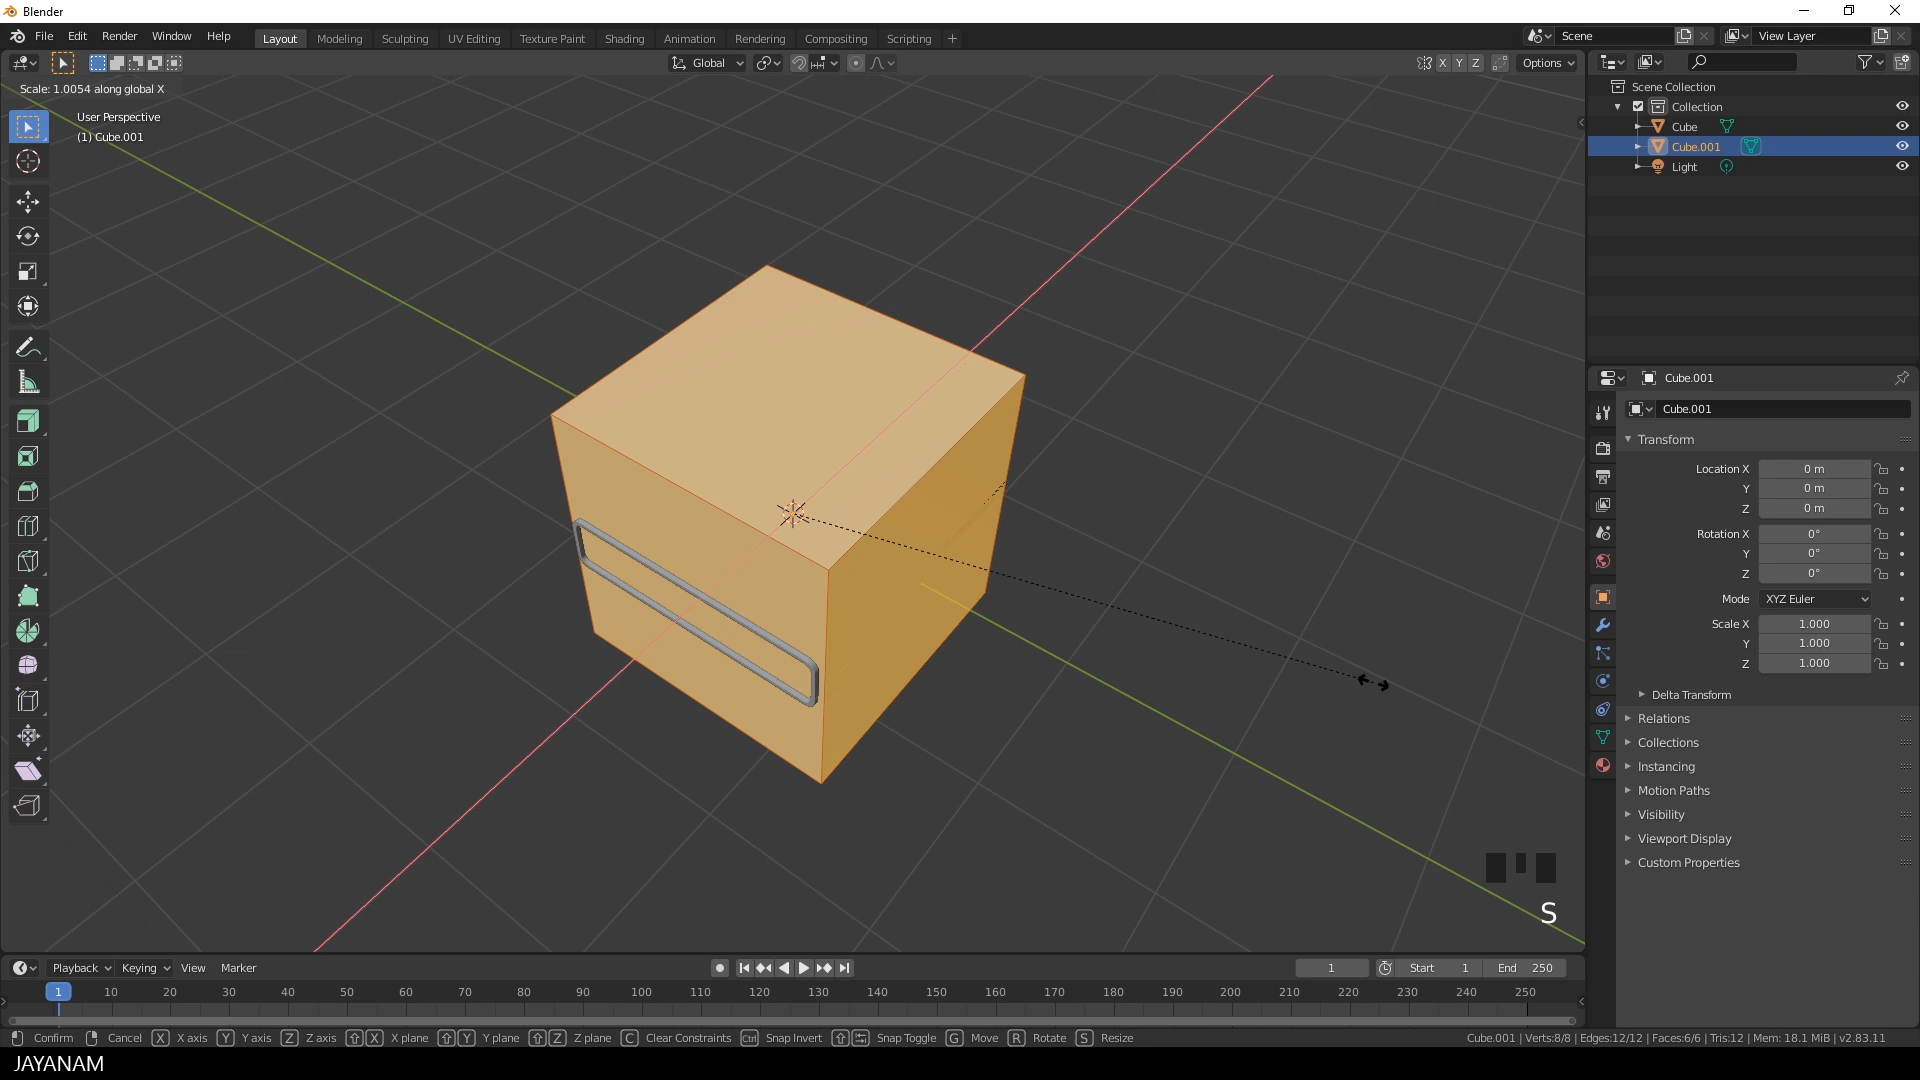 Blender
File Edit Render Window Help
Layout Modeling Sculpting UV Editing Texture Paint Shading Animation Rendering Compositing Scripting +
Scene
View Layer
Global
X Y Z
Options
Scale: 1.0054 along global X
User Perspective
(1) Cube.001
Scene Collection
Collection
Cube
Cube.001
Light
Cube.001
Cube.001
Transform
Location X 0 m
Y 0 m
Z 0 m
Rotation X 0°
Y 0°
Z 0°
Mode XYZ Euler
Scale X 1.000
Y 1.000
Z 1.000
Delta Transform
Relations
Collections
Instancing
Motion Paths
Visibility
Viewport Display
Custom Properties
S
Playback Keying View Marker
1 Start 1 End 250
1 10 20 30 40 50 60 70 80 90 100 110 120 130 140 150 160 170 180 190 200 210 220 230 240 250
Confirm Cancel X X axis Y Y axis Z Z axis X X plane Y Y plane Z Z plane C Clear Constraints Ctrl Snap Invert Snap Toggle G Move R Rotate S Resize
Cube.001 | Verts:8/8 | Edges:12/12 | Faces:6/6 | Tris:12 | Mem: 18.1 MiB | v2.83.11
JAYANAM